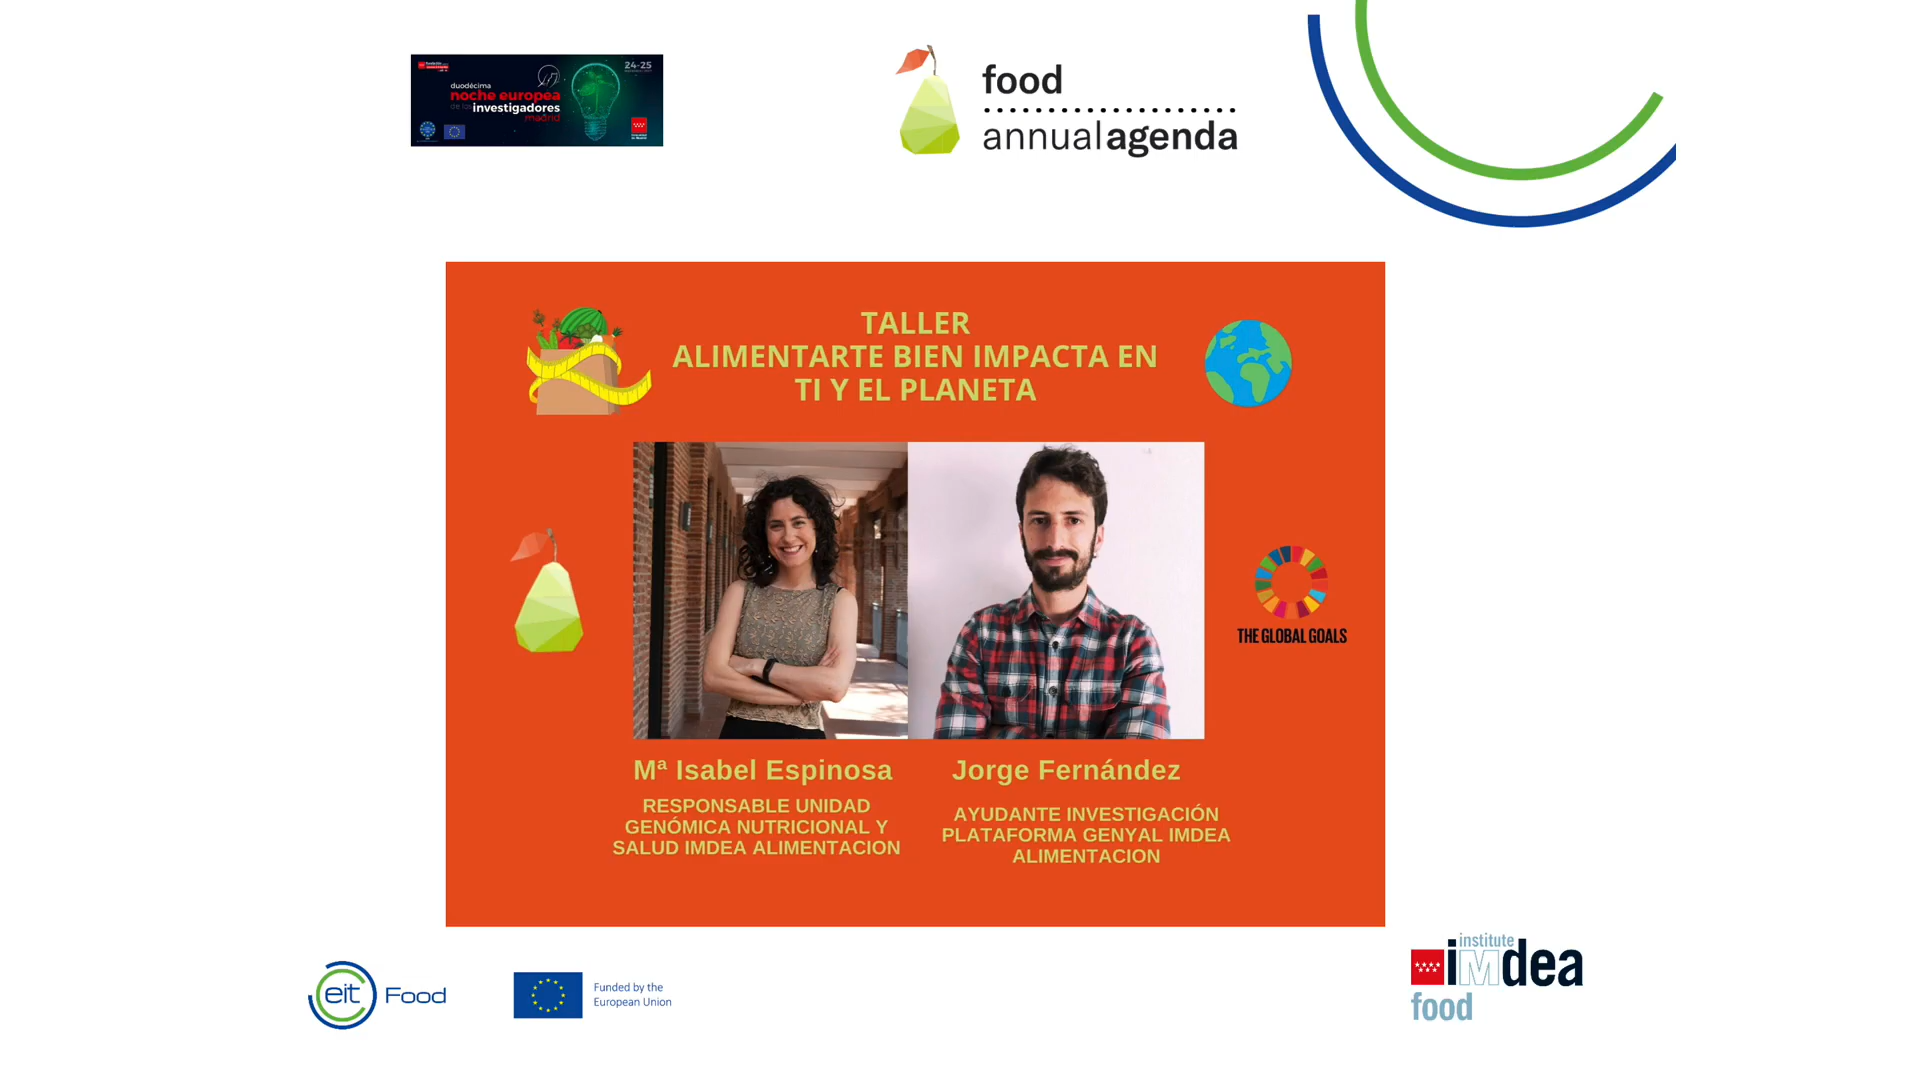 24-25
duodécima
noche europea
de los investigadores
madrid
food
annualagenda
TALLER
ALIMENTARTE BIEN IMPACTA EN
TI Y EL PLANETA
THE GLOBAL GOALS
Mª Isabel Espinosa
RESPONSABLE UNIDAD
GENÓMICA NUTRICIONAL Y
SALUD IMDEA ALIMENTACION
Jorge Fernández
AYUDANTE INVESTIGACIÓN
PLATAFORMA GENYAL IMDEA
ALIMENTACION
eit Food
Funded by the
European Union
institute
iMdea
food